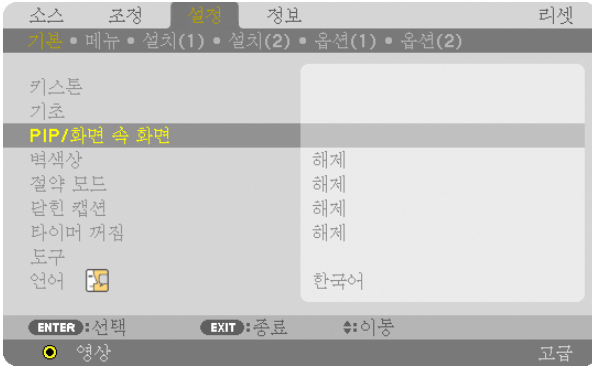 소스 조정 설정 정보 리셋
기본 • 메뉴 • 설치(1) • 설치(2) • 옵션(1) • 옵션(2)
키스톤
기초
PIP/화면 속 화면
벽색상 해제
절약 모드 해제
닫힌 캡션 해제
타이머 꺼짐 해제
도구
언어 한국어
ENTER :선택 EXIT :종료 :이동
영상 고급